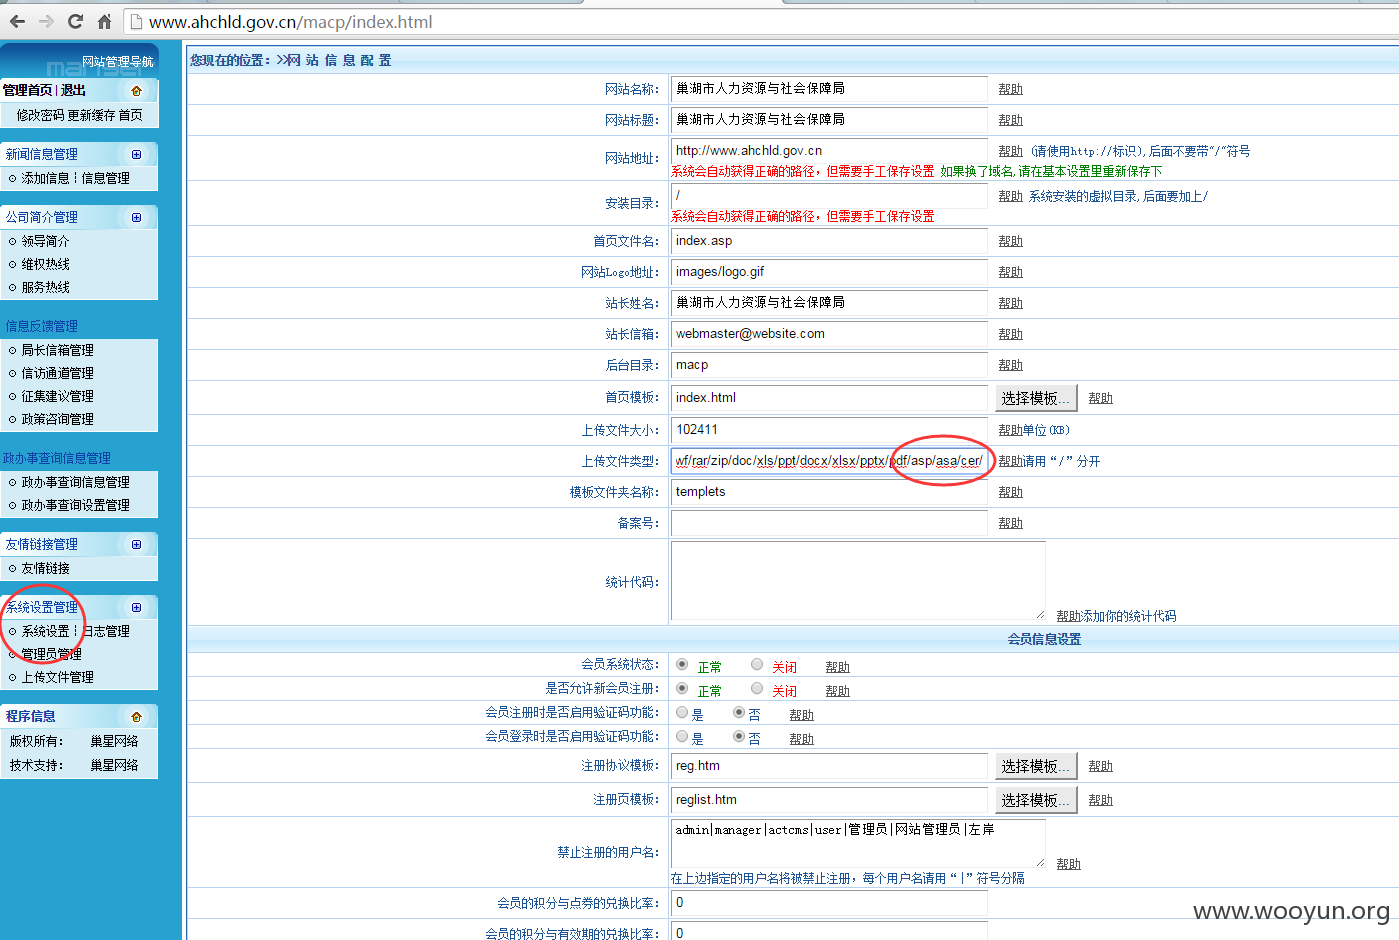 www.ahchld.gov.cn/macp/index.html
网站管理导航
管理首页 | 退出
修改密码 更新缓存 首页
新闻信息管理
添加信息 ┆ 信息管理
公司简介管理
领导简介
维权热线
服务热线
信息反馈管理
局长信箱管理
信访通道管理
征集建议管理
政策咨询管理
政办事查询信息管理
政办事查询信息管理
政办事查询设置管理
友情链接管理
友情链接
系统设置管理
系统设置 ┆ 日志管理
管理员管理
上传文件管理
程序信息
版权所有： 巢星网络
技术支持： 巢星网络
您现在的位置：>>网 站 信 息 配 置
网站名称： 巢湖市人力资源与社会保障局 帮助
网站标题： 巢湖市人力资源与社会保障局 帮助
网站地址： http://www.ahchld.gov.cn 帮助 (请使用http://标识),后面不要带“/”符号
系统会自动获得正确的路径，但需要手工保存设置 如果换了域名,请在基本设置里重新保存下
安装目录： / 帮助 系统安装的虚拟目录,后面要加上/
系统会自动获得正确的路径，但需要手工保存设置
首页文件名： index.asp 帮助
网站Logo地址： images/logo.gif 帮助
站长姓名： 巢湖市人力资源与社会保障局 帮助
站长信箱： webmaster@website.com 帮助
后台目录： macp 帮助
首页模板： index.html 选择模板... 帮助
上传文件大小： 102411 帮助单位(KB)
上传文件类型： wf/rar/zip/doc/xls/ppt/docx/xlsx/pptx/pdf/asp/asa/cer/ 帮助请用“/”分开
模板文件夹名称： templets 帮助
备案号： 帮助
统计代码： 帮助添加你的统计代码
会员信息设置
会员系统状态： 正常 关闭 帮助
是否允许新会员注册： 正常 关闭 帮助
会员注册时是否启用验证码功能： 是 否 帮助
会员登录时是否启用验证码功能： 是 否 帮助
注册协议模板： reg.htm 选择模板... 帮助
注册页模板： reglist.htm 选择模板... 帮助
禁止注册的用户名： admin|manager|actcms|user|管理员|网站管理员|左岸 帮助
在上边指定的用户名将被禁止注册，每个用户名请用“|”符号分隔
会员的积分与点券的兑换比率： 0
会员的积分与有效期的兑换比率： 0
www.wooyun.org